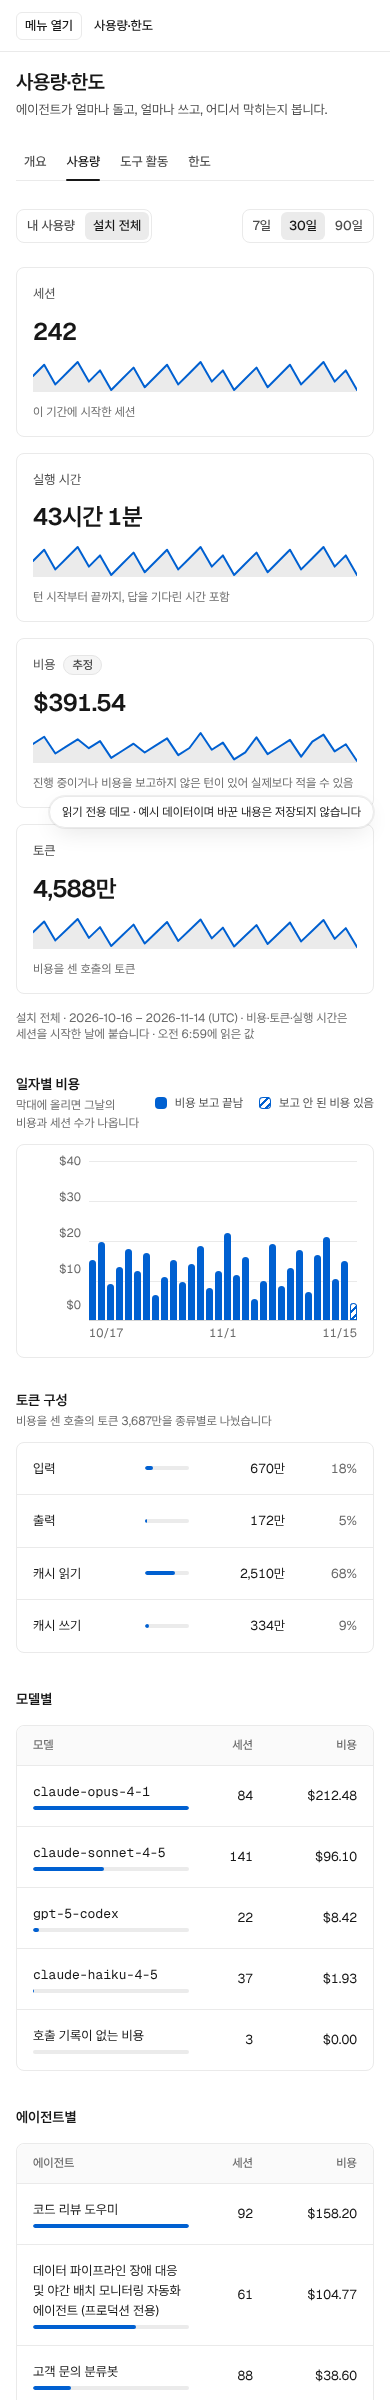 메뉴 열기 사용량·한도
사용량·한도
에이전트가 얼마나 돌고, 얼마나 쓰고, 어디서 막히는지 봅니다.
개요 사용량 도구 활동 한도
내 사용량 설치 전체 7일 30일 90일
세션
242
이 기간에 시작한 세션
실행 시간
43시간 1분
턴 시작부터 끝까지, 답을 기다린 시간 포함
비용 추정
$391.54
진행 중이거나 비용을 보고하지 않은 턴이 있어 실제보다 적을 수 있음
읽기 전용 데모 · 예시 데이터이며 바꾼 내용은 저장되지 않습니다
토큰
4,588만
비용을 센 호출의 토큰
설치 전체 · 2026-10-16 – 2026-11-14 (UTC) · 비용·토큰·실행 시간은
세션을 시작한 날에 붙습니다 · 오전 6:59에 읽은 값
일자별 비용
막대에 올리면 그날의
비용과 세션 수가 나옵니다
비용 보고 끝남 보고 안 된 비용 있음
$40
$30
$20
$10
$0
10/17 11/1 11/15
토큰 구성
비용을 센 호출의 토큰 3,687만을 종류별로 나눴습니다
입력 670만 18%
출력 172만 5%
캐시 읽기 2,510만 68%
캐시 쓰기 334만 9%
모델별
모델 세션 비용
claude-opus-4-1 84 $212.48
claude-sonnet-4-5 141 $96.10
gpt-5-codex 22 $8.42
claude-haiku-4-5 37 $1.93
호출 기록이 없는 비용 3 $0.00
에이전트별
에이전트 세션 비용
코드 리뷰 도우미 92 $158.20
데이터 파이프라인 장애 대응
및 야간 배치 모니터링 자동화
에이전트 (프로덕션 전용) 61 $104.77
고객 문의 분류봇 88 $38.60